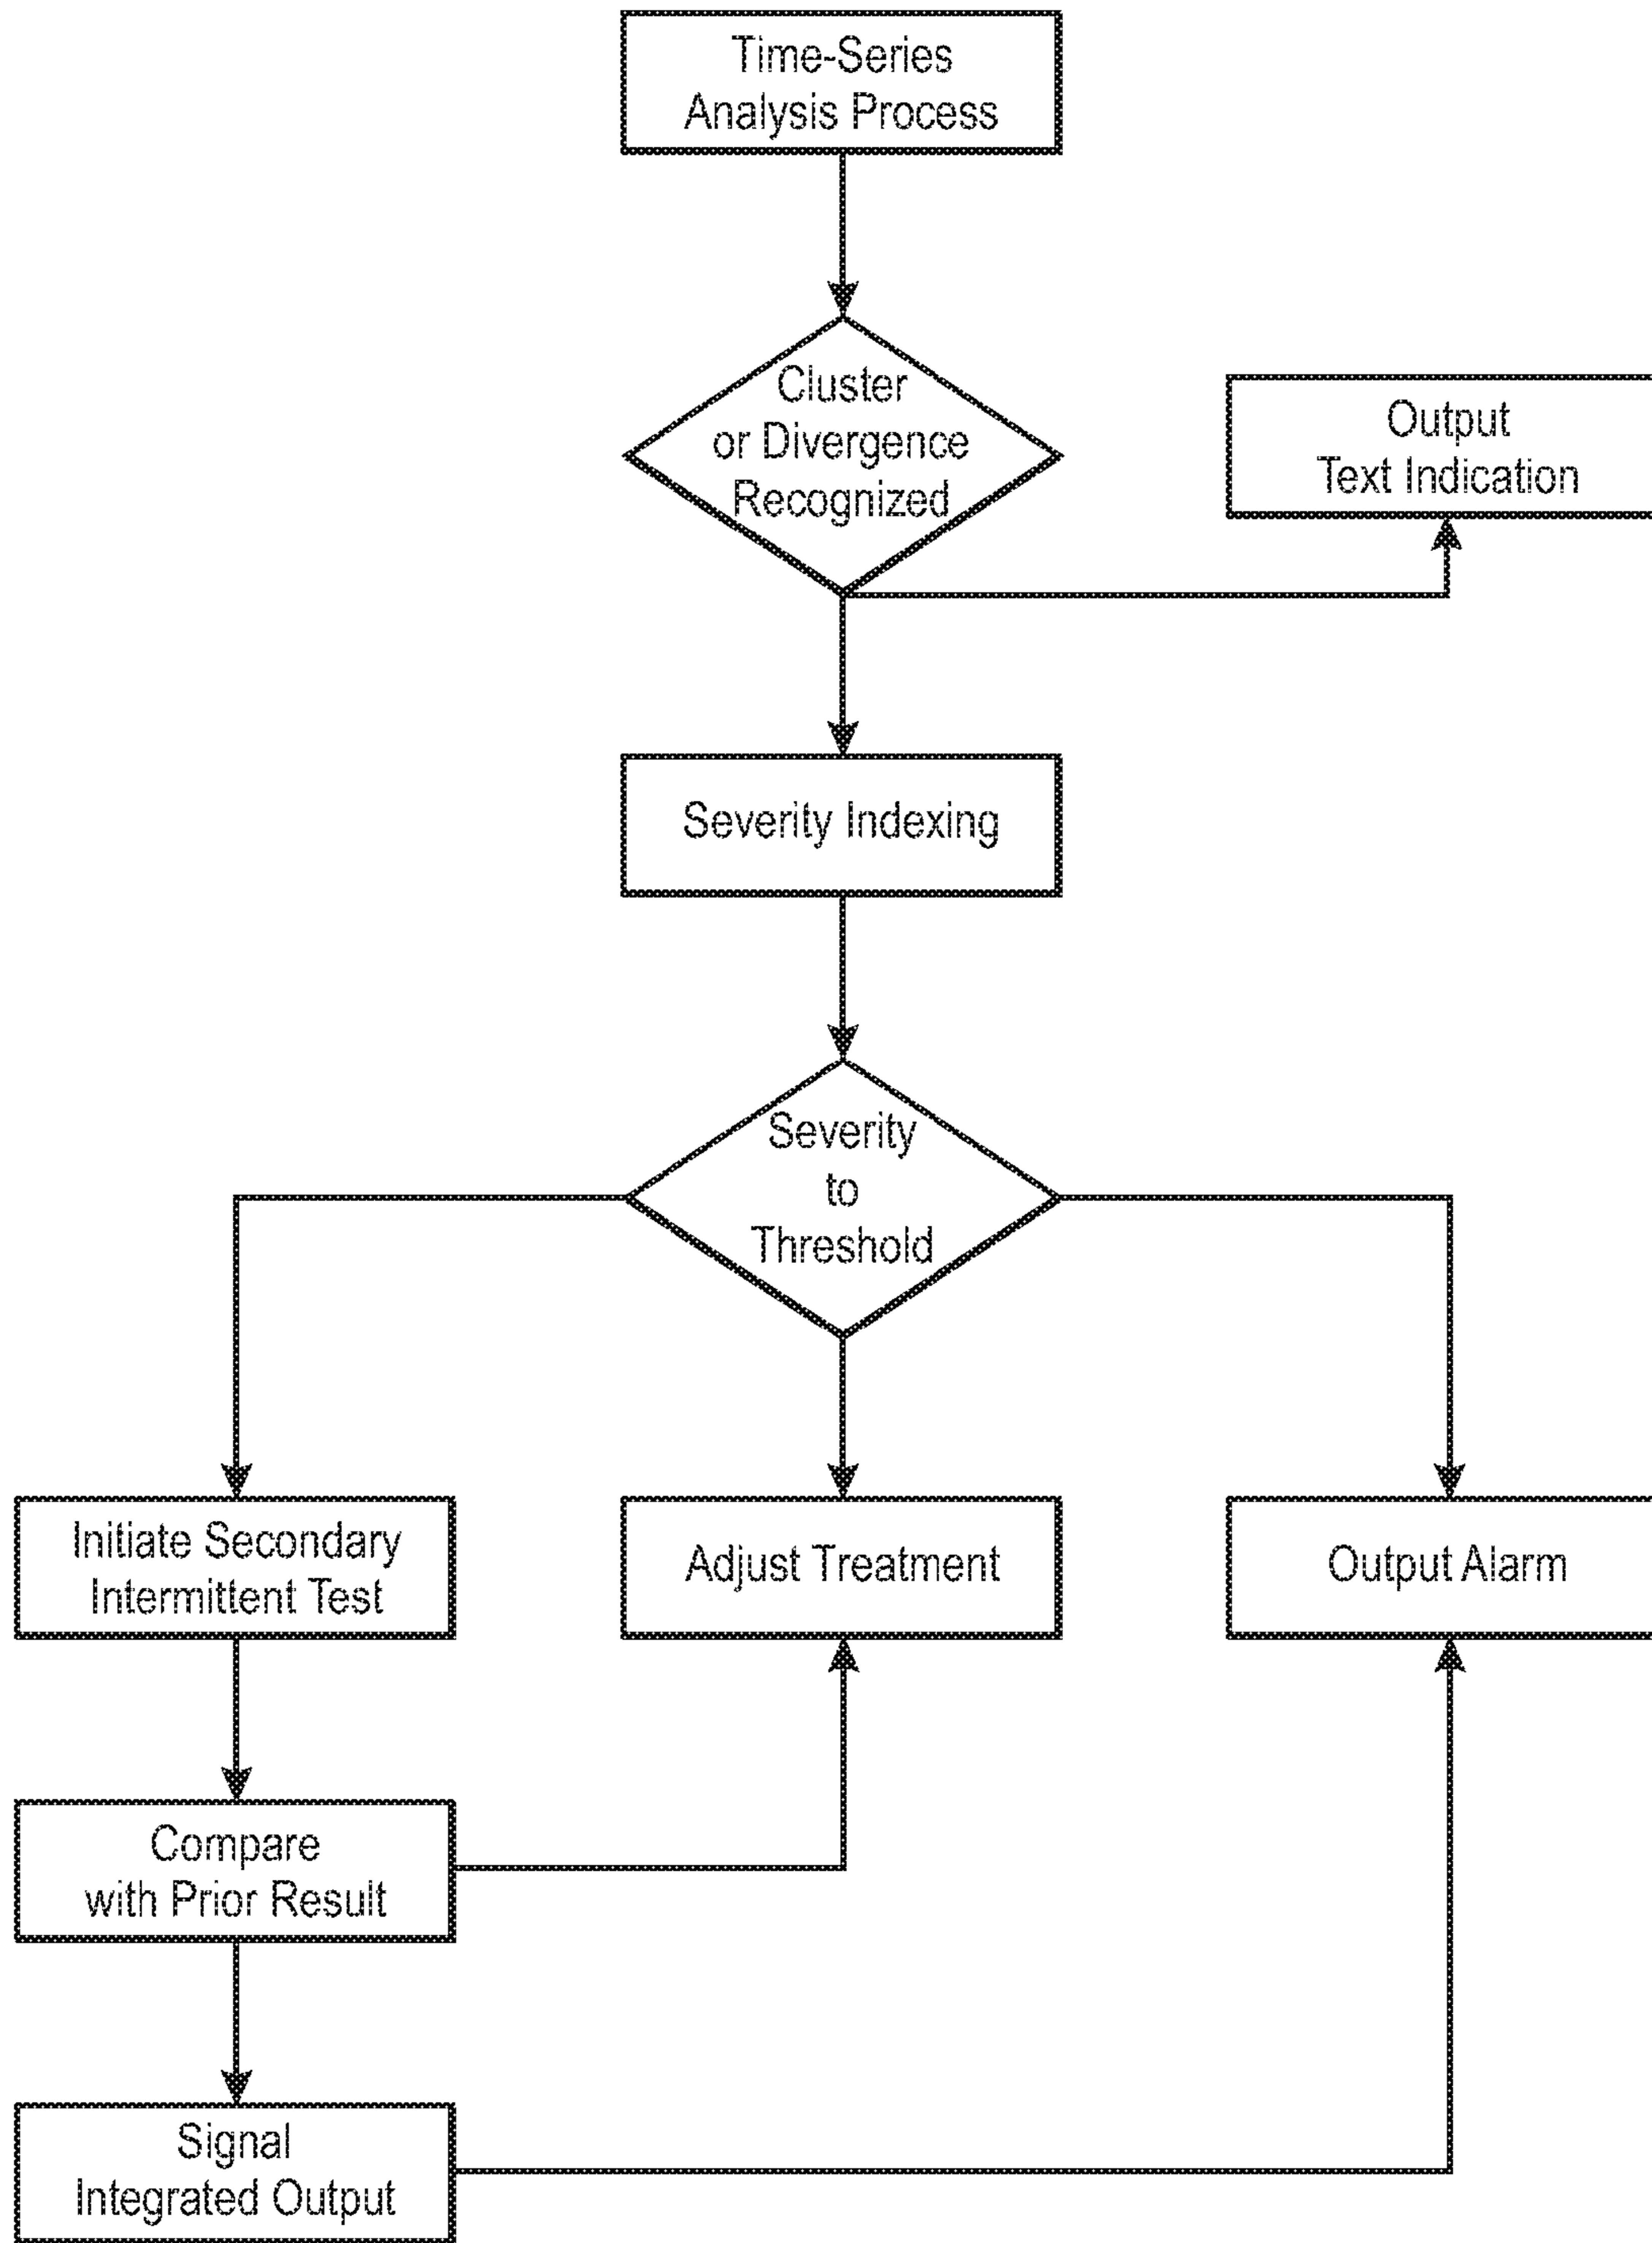 Time-Series
Analysis Process
Cluster
or Divergence
Recognized
Output
Text Indication
Severity Indexing
Severity
to
Threshold
Initiate Secondary
Intermittent Test
Adjust Treatment
Output Alarm
Compare
with Prior Result
Signal
Integrated Output